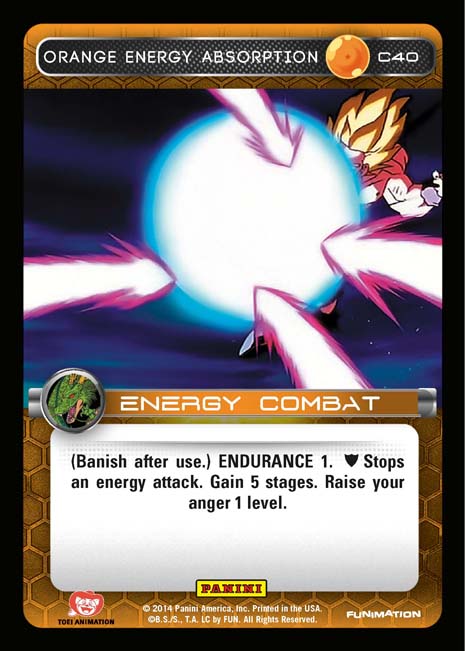 ORANGE ENERGY ABSORPTION C40
ENERGY COMBAT
(Banish after use.) ENDURANCE 1. Stops
an energy attack. Gain 5 stages. Raise your
anger 1 level.
PANINI
TOEI ANIMATION
© 2014 Panini America, Inc. Printed in the USA.
©B.S./S., T.A. LC by FUN. All Rights Reserved.
FUNIMATION